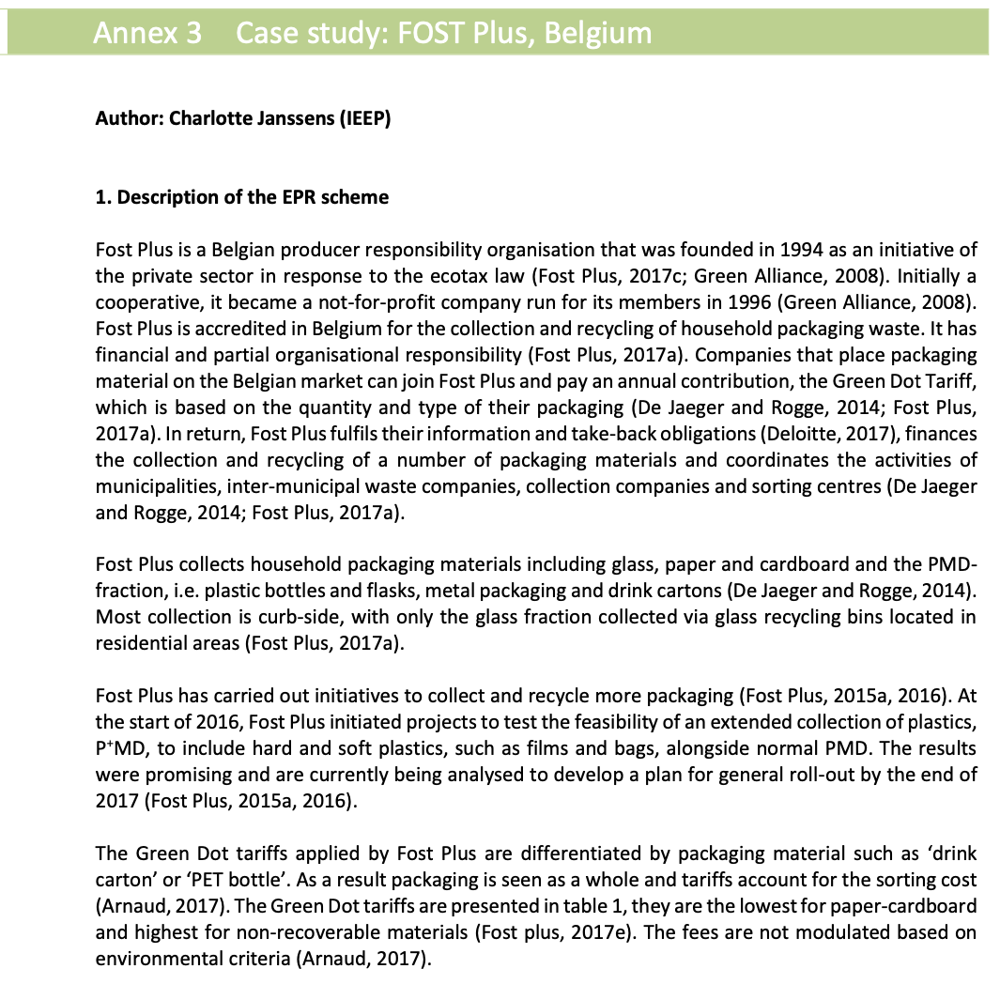 Annex 3 Case study: FOST Plus, Belgium
Author: Charlotte Janssens (IEEP)
1. Description of the EPR scheme
Fost Plus is a Belgian producer responsibility organisation that was founded in 1994 as an initiative of
the private sector in response to the ecotax law (Fost Plus, 2017c; Green Alliance, 2008). Initially a
cooperative, it became a not-for-profit company run for its members in 1996 (Green Alliance, 2008).
Fost Plus is accredited in Belgium for the collection and recycling of household packaging waste. It has
financial and partial organisational responsibility (Fost Plus, 2017a). Companies that place packaging
material on the Belgian market can join Fost Plus and pay an annual contribution, the Green Dot Tariff,
which is based on the quantity and type of their packaging (De Jaeger and Rogge, 2014; Fost Plus,
2017a). In return, Fost Plus fulfils their information and take-back obligations (Deloitte, 2017), finances
the collection and recycling of a number of packaging materials and coordinates the activities of
municipalities, inter-municipal waste companies, collection companies and sorting centres (De Jaeger
and Rogge, 2014; Fost Plus, 2017a).
Fost Plus collects household packaging materials including glass, paper and cardboard and the PMD-
fraction, i.e. plastic bottles and flasks, metal packaging and drink cartons (De Jaeger and Rogge, 2014).
Most collection is curb-side, with only the glass fraction collected via glass recycling bins located in
residential areas (Fost Plus, 2017a).
Fost Plus has carried out initiatives to collect and recycle more packaging (Fost Plus, 2015a, 2016). At
the start of 2016, Fost Plus initiated projects to test the feasibility of an extended collection of plastics,
P⁺MD, to include hard and soft plastics, such as films and bags, alongside normal PMD. The results
were promising and are currently being analysed to develop a plan for general roll-out by the end of
2017 (Fost Plus, 2015a, 2016).
The Green Dot tariffs applied by Fost Plus are differentiated by packaging material such as ‘drink
carton’ or ‘PET bottle’. As a result packaging is seen as a whole and tariffs account for the sorting cost
(Arnaud, 2017). The Green Dot tariffs are presented in table 1, they are the lowest for paper-cardboard
and highest for non-recoverable materials (Fost plus, 2017e). The fees are not modulated based on
environmental criteria (Arnaud, 2017).